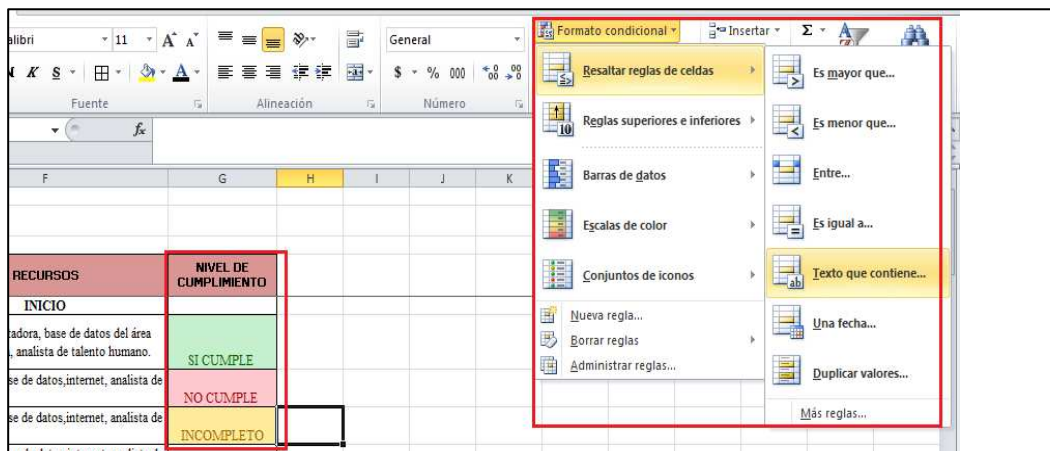 alibri 11 A A General Formato condicional Insertar Σ
K S A $ % 000
Fuente Alineación Número
fx
F G H I J K
RECURSOS NIVEL DE
CUMPLIMIENTO
INICIO
tadora, base de datos del área
, analista de talento humano. SI CUMPLE
se de datos,internet, analista de
NO CUMPLE
se de datos,internet, analista de
INCOMPLETO
Resaltar reglas de celdas
Reglas superiores e inferiores
Barras de datos
Escalas de color
Conjuntos de iconos
Nueva regla...
Borrar reglas
Administrar reglas...
Es mayor que...
Es menor que...
Entre...
Es igual a...
Texto que contiene...
Una fecha...
Duplicar valores...
Más reglas...